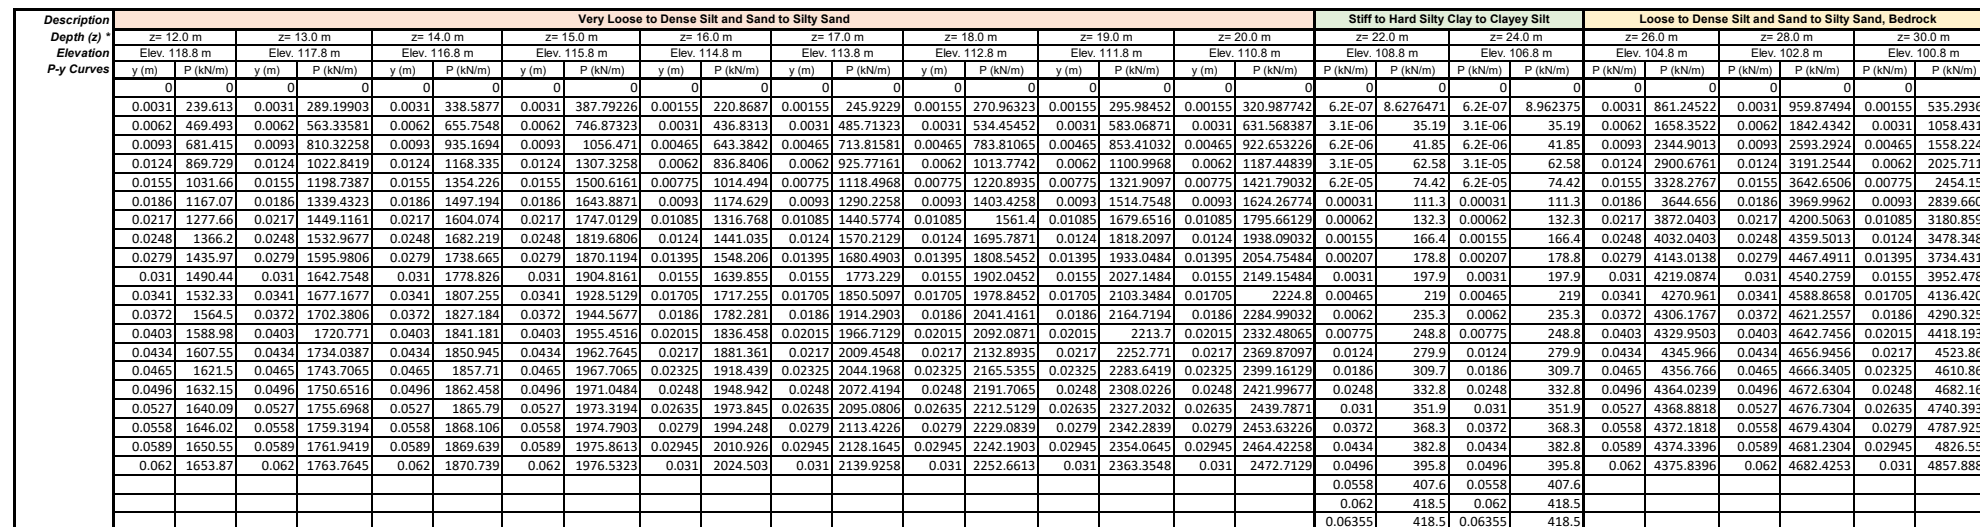 Description Very Loose to Dense Silt and Sand to Silty Sand Stiff to Hard Silty Clay to Clayey Silt Loose to Dense Silt and Sand to Silty Sand, Bedrock
Depth (z) * z= 12.0 m z= 13.0 m z= 14.0 m z= 15.0 m z= 16.0 m z= 17.0 m z= 18.0 m z= 19.0 m z= 20.0 m z= 22.0 m z= 24.0 m z= 26.0 m z= 28.0 m z= 30.0 m
Elevation Elev. 118.8 m Elev. 117.8 m Elev. 116.8 m Elev. 115.8 m Elev. 114.8 m Elev. 113.8 m Elev. 112.8 m Elev. 111.8 m Elev. 110.8 m Elev. 108.8 m Elev. 106.8 m Elev. 104.8 m Elev. 102.8 m Elev. 100.8 m
P-y Curves y (m) P (kN/m) y (m) P (kN/m) y (m) P (kN/m) y (m) P (kN/m) y (m) P (kN/m) y (m) P (kN/m) y (m) P (kN/m) y (m) P (kN/m) y (m) P (kN/m) P (kN/m) P (kN/m) P (kN/m) P (kN/m) P (kN/m) P (kN/m) P (kN/m) P (kN/m) P (kN/m) P (kN/m)
0 0 0 0 0 0 0 0 0 0 0 0 0 0 0 0 0 0 0 0 0 0 0 0 0 0 0
0.0031 239.613 0.0031 289.19903 0.0031 338.5877 0.0031 387.79226 0.00155 220.8687 0.00155 245.9229 0.00155 270.96323 0.00155 295.98452 0.00155 320.987742 6.2E-07 8.6276471 6.2E-07 8.962375 0.0031 861.24522 0.0031 959.87494 0.00155 535.2936
0.0062 469.493 0.0062 563.33581 0.0062 655.7548 0.0062 746.87323 0.0031 436.8313 0.0031 485.71323 0.0031 534.45452 0.0031 583.06871 0.0031 631.568387 3.1E-06 35.19 3.1E-06 35.19 0.0062 1658.3522 0.0062 1842.4342 0.0031 1058.431
0.0093 681.415 0.0093 810.32258 0.0093 935.1694 0.0093 1056.471 0.00465 643.3842 0.00465 713.81581 0.00465 783.81065 0.00465 853.41032 0.00465 922.653226 6.2E-06 41.85 6.2E-06 41.85 0.0093 2344.9013 0.0093 2593.2924 0.00465 1558.224
0.0124 869.729 0.0124 1022.8419 0.0124 1168.335 0.0124 1307.3258 0.0062 836.8406 0.0062 925.77161 0.0062 1013.7742 0.0062 1100.9968 0.0062 1187.44839 3.1E-05 62.58 3.1E-05 62.58 0.0124 2900.6761 0.0124 3191.2544 0.0062 2025.711
0.0155 1031.66 0.0155 1198.7387 0.0155 1354.226 0.0155 1500.6161 0.00775 1014.494 0.00775 1118.4968 0.00775 1220.8935 0.00775 1321.9097 0.00775 1421.79032 6.2E-05 74.42 6.2E-05 74.42 0.0155 3328.2767 0.0155 3642.6506 0.00775 2454.15
0.0186 1167.07 0.0186 1339.4323 0.0186 1497.194 0.0186 1643.8871 0.0093 1174.629 0.0093 1290.2258 0.0093 1403.4258 0.0093 1514.7548 0.0093 1624.26774 0.00031 111.3 0.00031 111.3 0.0186 3644.656 0.0186 3969.9962 0.0093 2839.660
0.0217 1277.66 0.0217 1449.1161 0.0217 1604.074 0.0217 1747.0129 0.01085 1316.768 0.01085 1440.5774 0.01085 1561.4 0.01085 1679.6516 0.01085 1795.66129 0.00062 132.3 0.00062 132.3 0.0217 3872.0403 0.0217 4200.5063 0.01085 3180.859
0.0248 1366.2 0.0248 1532.9677 0.0248 1682.219 0.0248 1819.6806 0.0124 1441.035 0.0124 1570.2129 0.0124 1695.7871 0.0124 1818.2097 0.0124 1938.09032 0.00155 166.4 0.00155 166.4 0.0248 4032.0403 0.0248 4359.5013 0.0124 3478.348
0.0279 1435.97 0.0279 1595.9806 0.0279 1738.665 0.0279 1870.1194 0.01395 1548.206 0.01395 1680.4903 0.01395 1808.5452 0.01395 1933.0484 0.01395 2054.75484 0.00207 178.8 0.00207 178.8 0.0279 4143.0138 0.0279 4467.4911 0.01395 3734.431
0.031 1490.44 0.031 1642.7548 0.031 1778.826 0.031 1904.8161 0.0155 1639.855 0.0155 1773.229 0.0155 1902.0452 0.0155 2027.1484 0.0155 2149.15484 0.0031 197.9 0.0031 197.9 0.031 4219.0874 0.031 4540.2759 0.0155 3952.478
0.0341 1532.33 0.0341 1677.1677 0.0341 1807.255 0.0341 1928.5129 0.01705 1717.255 0.01705 1850.5097 0.01705 1978.8452 0.01705 2103.3484 0.01705 2224.8 0.00465 219 0.00465 219 0.0341 4270.961 0.0341 4588.8658 0.01705 4136.420
0.0372 1564.5 0.0372 1702.3806 0.0372 1827.184 0.0372 1944.5677 0.0186 1782.281 0.0186 1914.2903 0.0186 2041.4161 0.0186 2164.7194 0.0186 2284.99032 0.0062 235.3 0.0062 235.3 0.0372 4306.1767 0.0372 4621.2557 0.0186 4290.325
0.0403 1588.98 0.0403 1720.771 0.0403 1841.181 0.0403 1955.4516 0.02015 1836.458 0.02015 1966.7129 0.02015 2092.0871 0.02015 2213.7 0.02015 2332.48065 0.00775 248.8 0.00775 248.8 0.0403 4329.9503 0.0403 4642.7456 0.02015 4418.193
0.0434 1607.55 0.0434 1734.0387 0.0434 1850.945 0.0434 1962.7645 0.0217 1881.361 0.0217 2009.4548 0.0217 2132.8935 0.0217 2252.771 0.0217 2369.87097 0.0124 279.9 0.0124 279.9 0.0434 4345.966 0.0434 4656.9456 0.0217 4523.86
0.0465 1621.5 0.0465 1743.7065 0.0465 1857.71 0.0465 1967.7065 0.02325 1918.439 0.02325 2044.1968 0.02325 2165.5355 0.02325 2283.6419 0.02325 2399.16129 0.0186 309.7 0.0186 309.7 0.0465 4356.766 0.0465 4666.3405 0.02325 4610.86
0.0496 1632.15 0.0496 1750.6516 0.0496 1862.458 0.0496 1971.0484 0.0248 1948.942 0.0248 2072.4194 0.0248 2191.7065 0.0248 2308.0226 0.0248 2421.99677 0.0248 332.8 0.0248 332.8 0.0496 4364.0239 0.0496 4672.6304 0.0248 4682.16
0.0527 1640.09 0.0527 1755.6968 0.0527 1865.79 0.0527 1973.3194 0.02635 1973.845 0.02635 2095.0806 0.02635 2212.5129 0.02635 2327.2032 0.02635 2439.7871 0.031 351.9 0.031 351.9 0.0527 4368.8818 0.0527 4676.7304 0.02635 4740.393
0.0558 1646.02 0.0558 1759.3194 0.0558 1868.106 0.0558 1974.7903 0.0279 1994.248 0.0279 2113.4226 0.0279 2229.0839 0.0279 2342.2839 0.0279 2453.63226 0.0372 368.3 0.0372 368.3 0.0558 4372.1818 0.0558 4679.4304 0.0279 4787.925
0.0589 1650.55 0.0589 1761.9419 0.0589 1869.639 0.0589 1975.8613 0.02945 2010.926 0.02945 2128.1645 0.02945 2242.1903 0.02945 2354.0645 0.02945 2464.42258 0.0434 382.8 0.0434 382.8 0.0589 4374.3396 0.0589 4681.2304 0.02945 4826.55
0.062 1653.87 0.062 1763.7645 0.062 1870.739 0.062 1976.5323 0.031 2024.503 0.031 2139.9258 0.031 2252.6613 0.031 2363.3548 0.031 2472.7129 0.0496 395.8 0.0496 395.8 0.062 4375.8396 0.062 4682.4253 0.031 4857.888
0.0558 407.6 0.0558 407.6
0.062 418.5 0.062 418.5
0.06355 418.5 0.06355 418.5